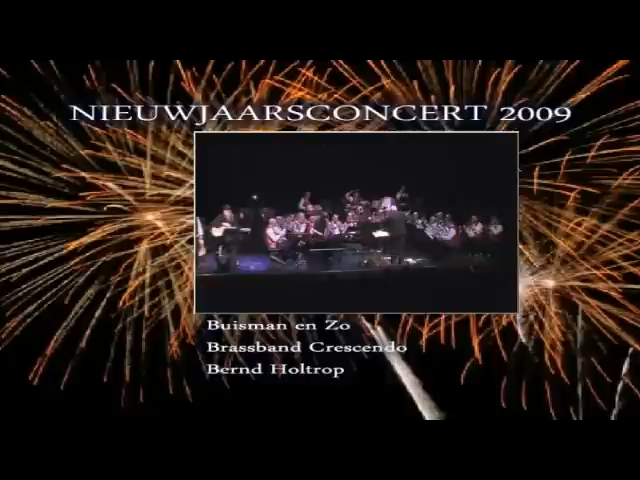 NIEUWJAARSCONCERT 2009
Buisman en Zo
Brassband Crescendo
Bernd Holtrop